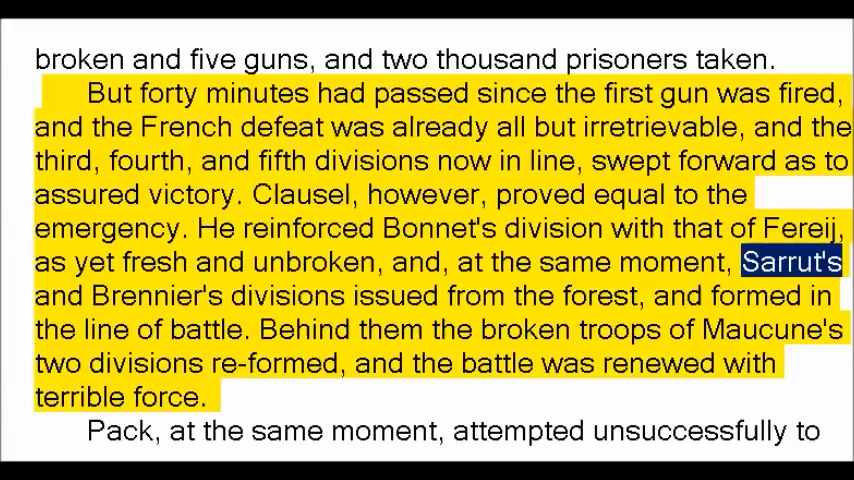 broken and five guns, and two thousand prisoners taken.
But forty minutes had passed since the first gun was fired,
and the French defeat was already all but irretrievable, and the
third, fourth, and fifth divisions now in line, swept forward as to
assured victory. Clausel, however, proved equal to the
emergency. He reinforced Bonnet's division with that of Fereij,
as yet fresh and unbroken, and, at the same moment, Sarrut's
and Brennier's divisions issued from the forest, and formed in
the line of battle. Behind them the broken troops of Maucune's
two divisions re-formed, and the battle was renewed with
terrible force.
Pack, at the same moment, attempted unsuccessfully to